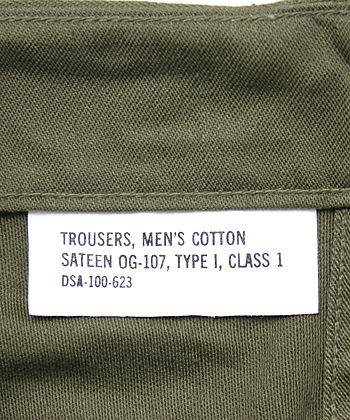 TROUSERS, MEN'S COTTON
SATEEN OG-107, TYPE I, CLASS 1
DSA-100-623